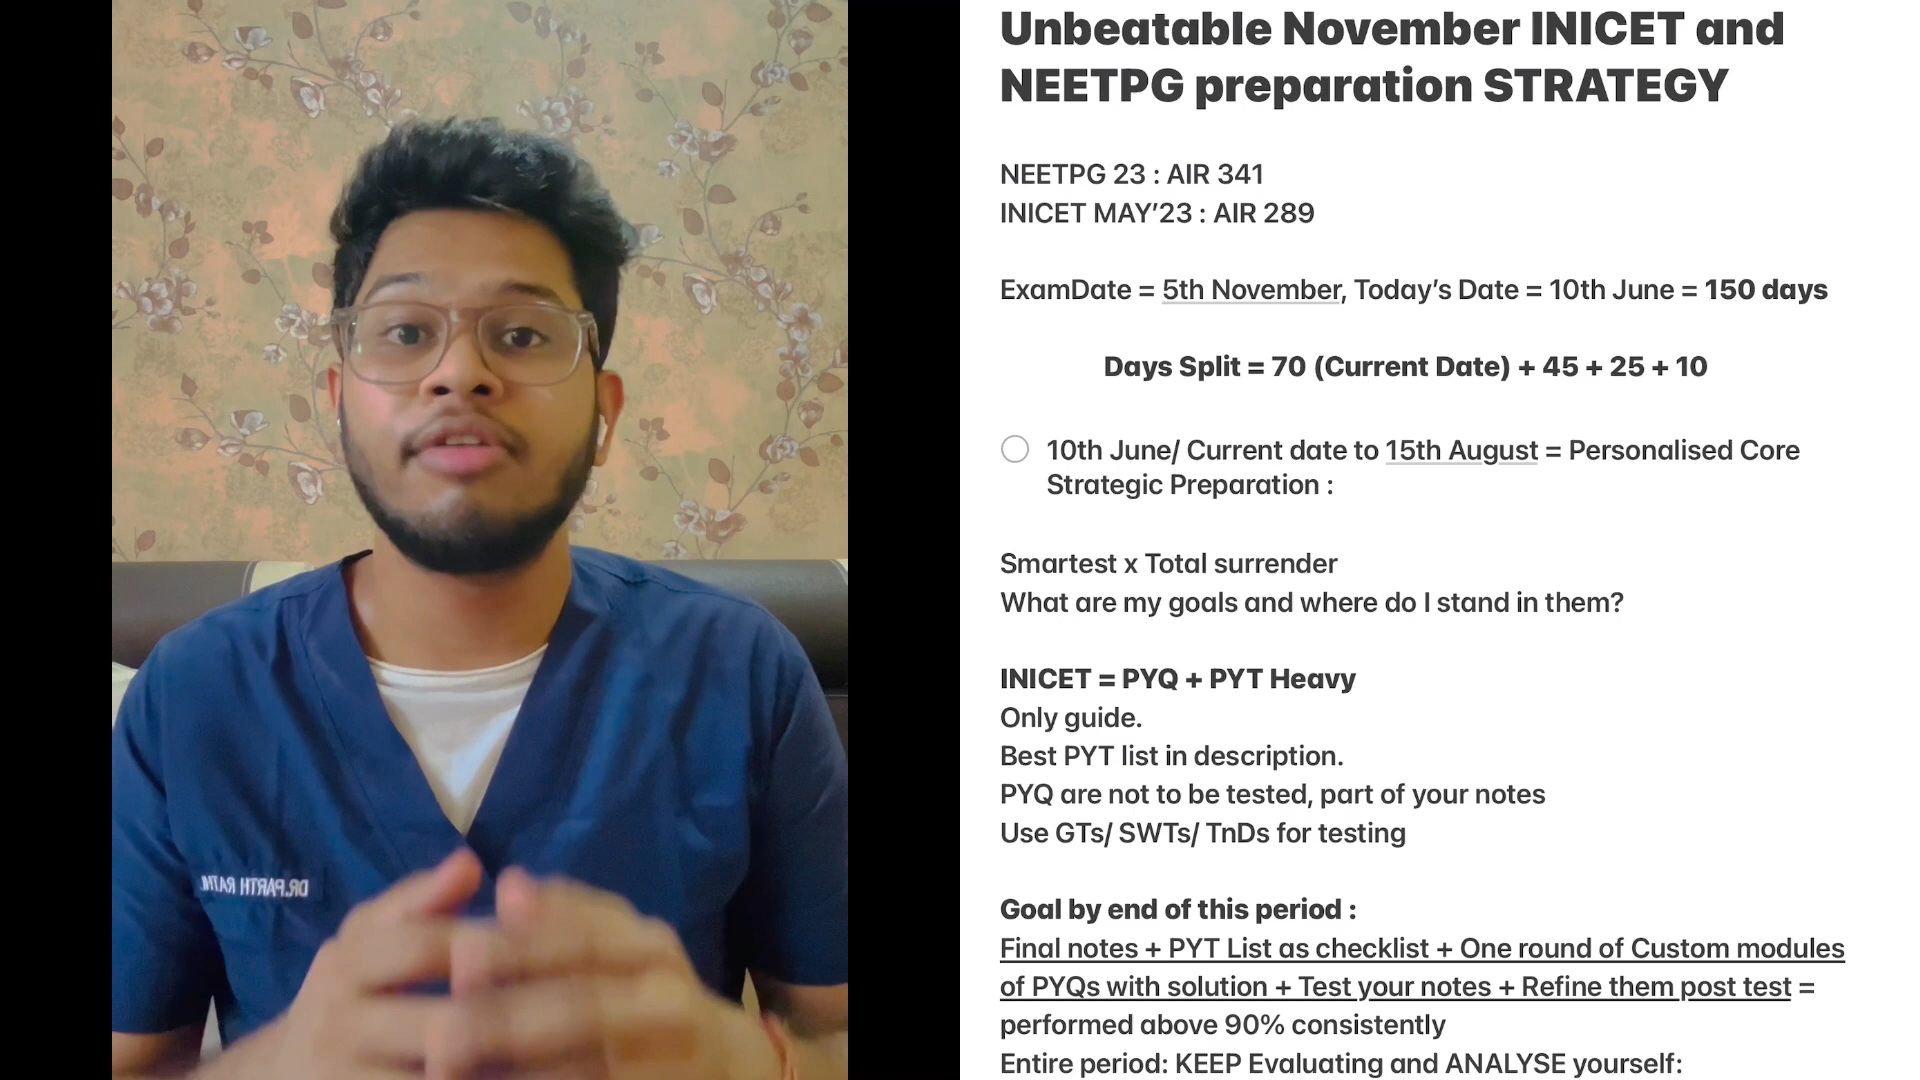 Unbeatable November INICET and
NEETPG preparation STRATEGY
NEETPG 23 : AIR 341
INICET MAY'23 : AIR 289
ExamDate = 5th November, Today's Date = 10th June = 150 days
Days Split = 70 (Current Date) + 45 + 25 + 10
10th June/ Current date to 15th August = Personalised Core
Strategic Preparation :
Smartest x Total surrender
What are my goals and where do I stand in them?
INICET = PYQ + PYT Heavy
Only guide.
Best PYT list in description.
PYQ are not to be tested, part of your notes
Use GTs/ SWTs/ TnDs for testing
Goal by end of this period :
Final notes + PYT List as checklist + One round of Custom modules
of PYQs with solution + Test your notes + Refine them post test =
performed above 90% consistently
Entire period: KEEP Evaluating and ANALYSE yourself:
DR.PARTH